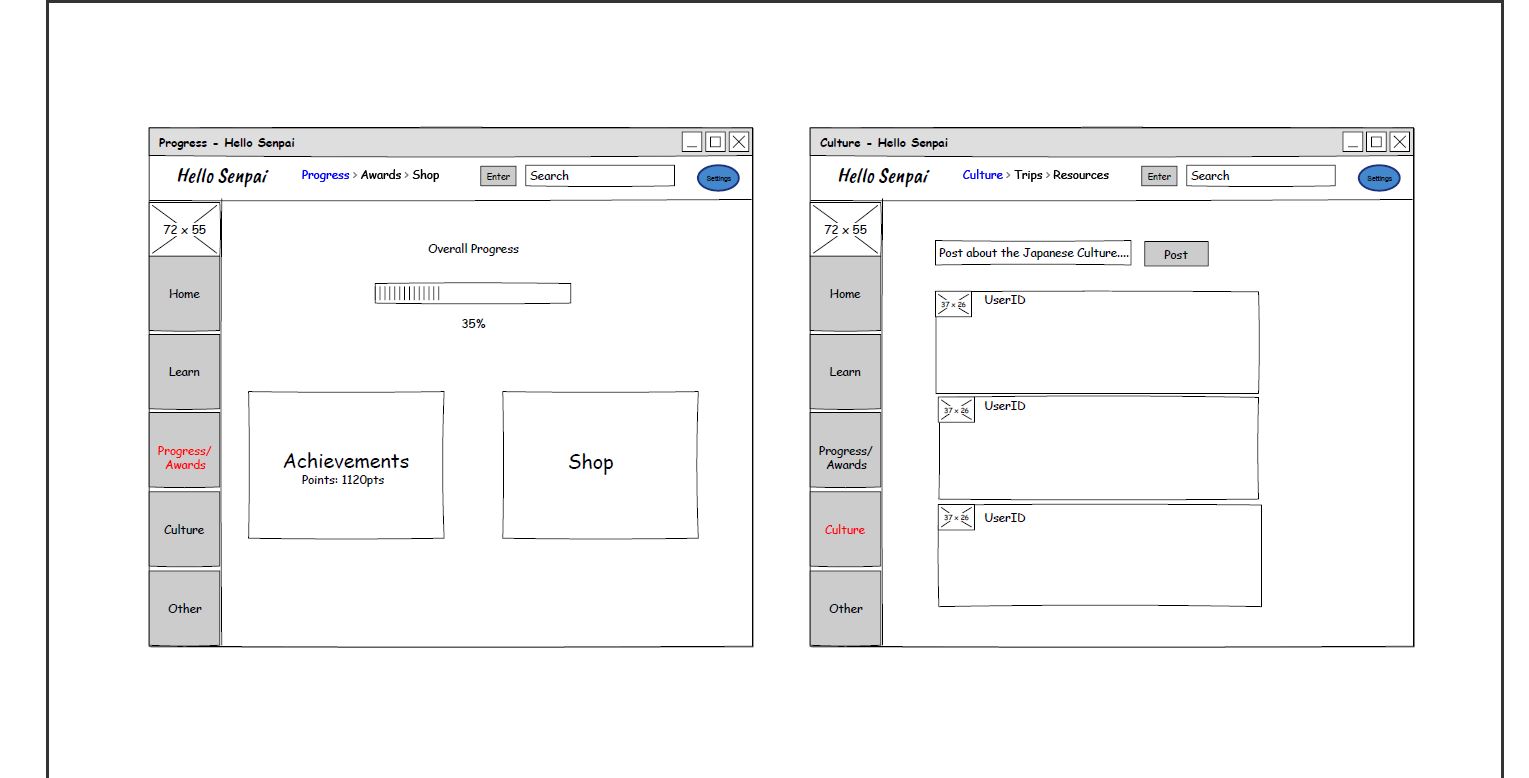 Progress - Hello Senpai
Hello Senpai
Progress > Awards > Shop
Enter
Search
Settings
72 x 55
Home
Learn
Progress/
Awards
Culture
Other
Overall Progress
35%
Achievements
Points: 1120pts
Shop
Culture - Hello Senpai
Hello Senpai
Culture > Trips > Resources
Enter
Search
Settings
72 x 55
Home
Learn
Progress/
Awards
Culture
Other
Post about the Japanese Culture....
Post
37 x 26
UserID
37 x 26
UserID
37 x 26
UserID